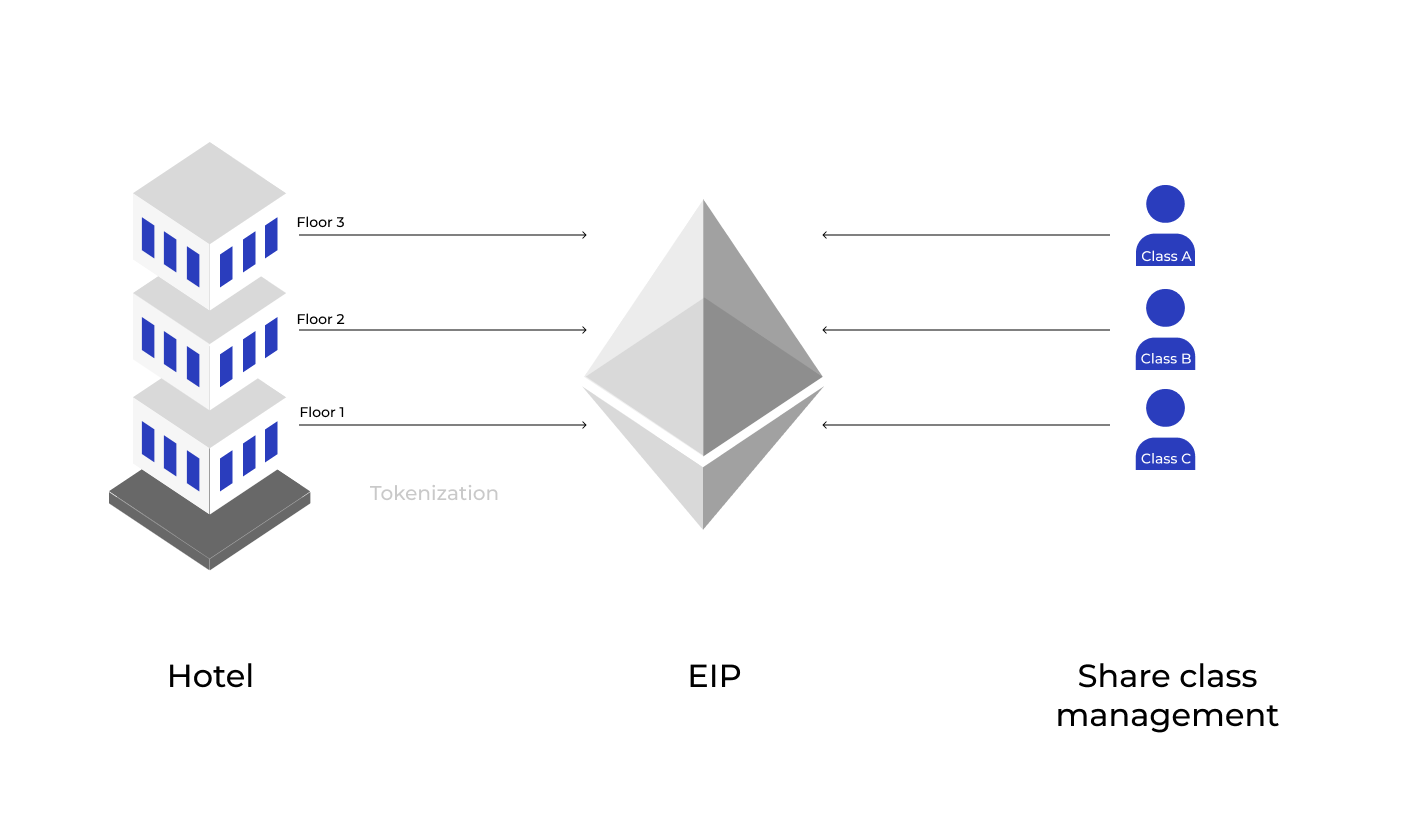 Floor 3
Floor 2
Floor 1
Tokenization
Class A
Class B
Class C
Hotel
EIP
Share class
management